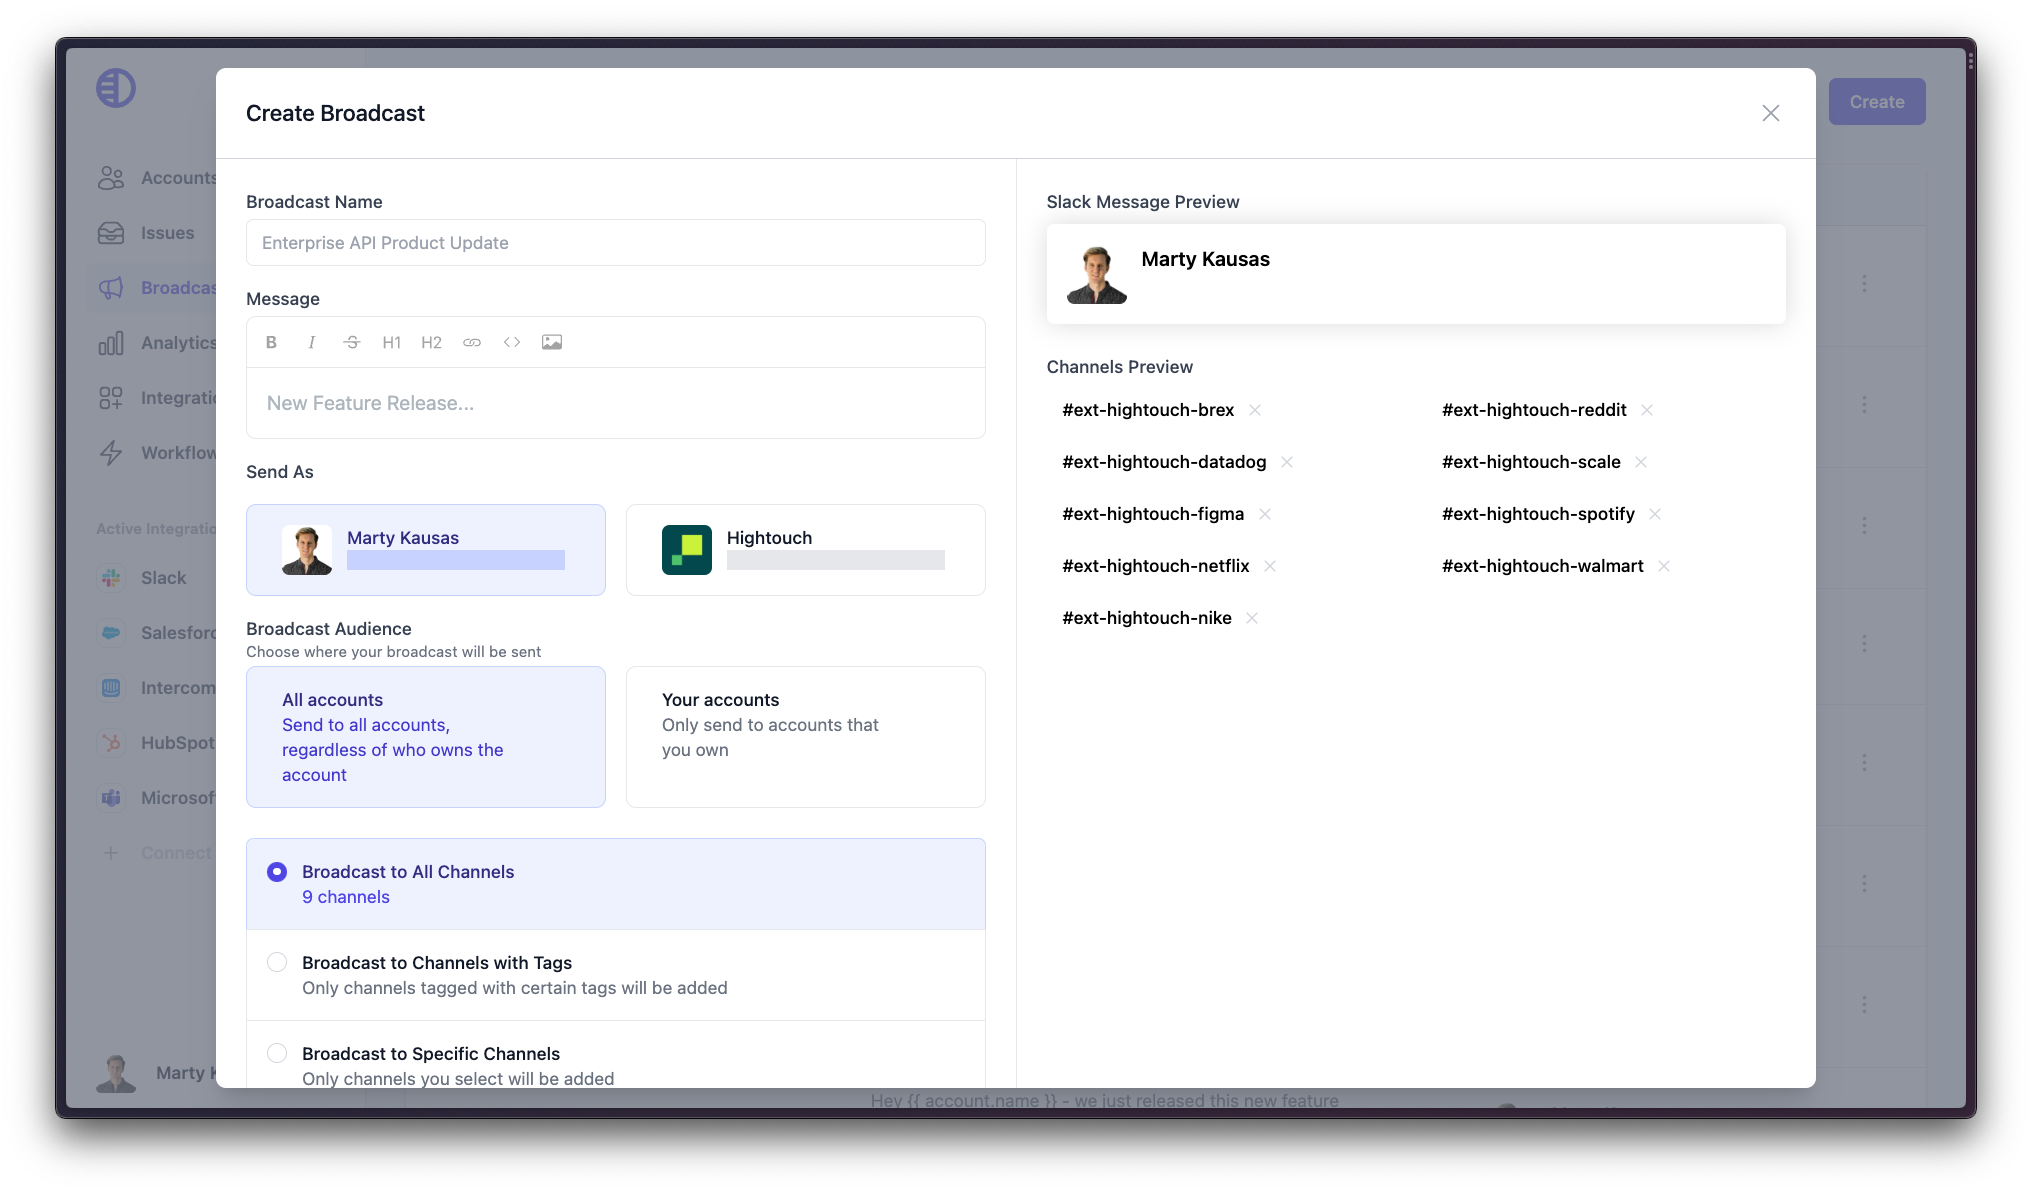 Create Broadcast
Create
Accounts
Issues
Broadcas
Analytics
Integratio
Workflow
Active Integratio
Slack
Salesforc
Intercom
HubSpot
Microsof
Connect
Marty K
Broadcast Name
Enterprise API Product Update
Message
B I S H1 H2 <>
New Feature Release...
Send As
Marty Kausas
Hightouch
Broadcast Audience
Choose where your broadcast will be sent
All accounts
Send to all accounts,
regardless of who owns the
account
Your accounts
Only send to accounts that
you own
Broadcast to All Channels
9 channels
Broadcast to Channels with Tags
Only channels tagged with certain tags will be added
Broadcast to Specific Channels
Only channels you select will be added
Slack Message Preview
Marty Kausas
Channels Preview
#ext-hightouch-brex
#ext-hightouch-reddit
#ext-hightouch-datadog
#ext-hightouch-scale
#ext-hightouch-figma
#ext-hightouch-spotify
#ext-hightouch-netflix
#ext-hightouch-walmart
#ext-hightouch-nike
Hey {{ account.name }} - we just released this new feature